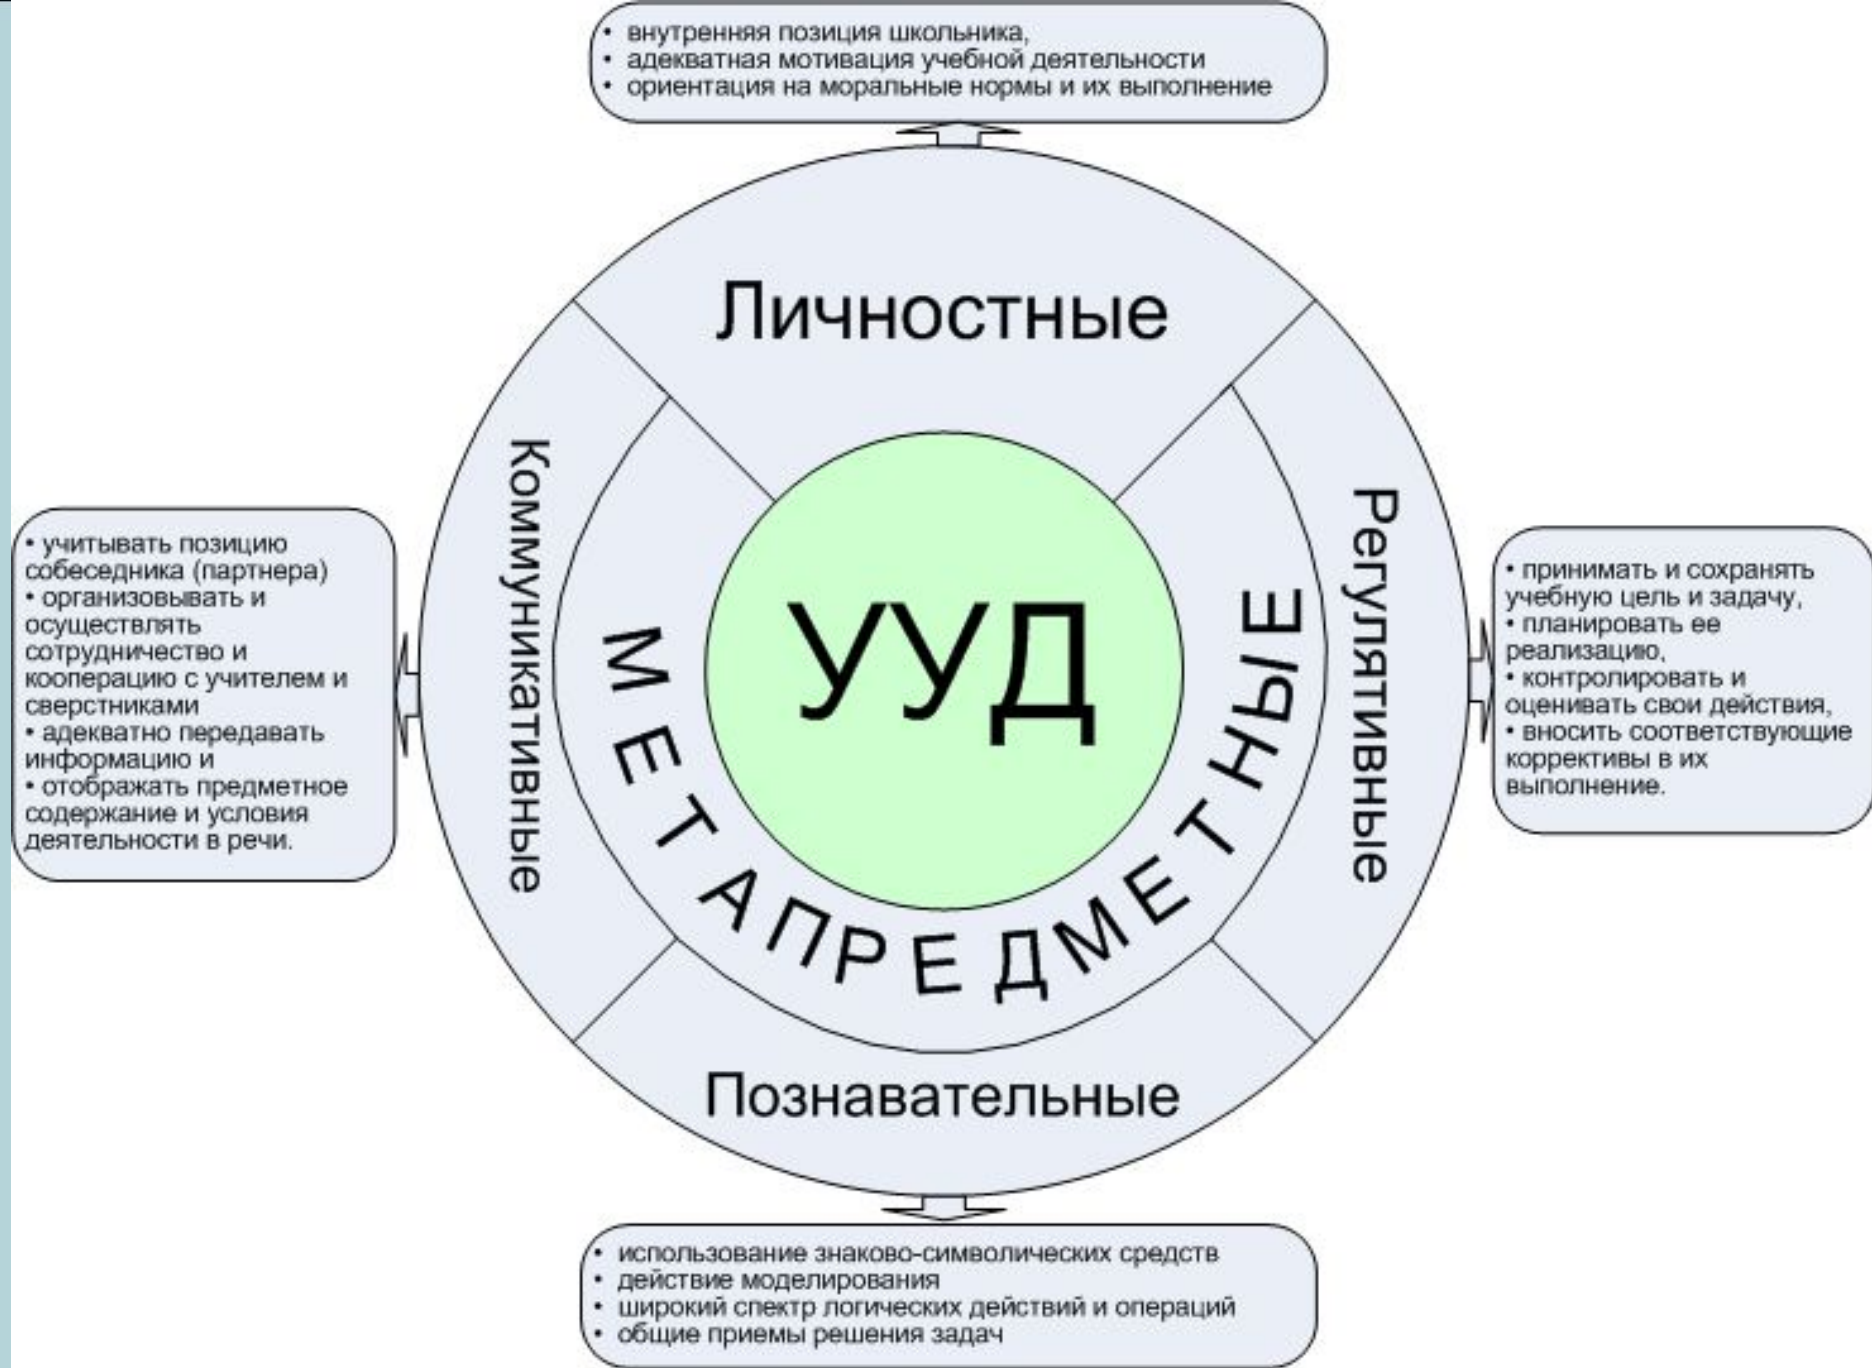 • внутренняя позиция школьника,
• адекватная мотивация учебной деятельности
• ориентация на моральные нормы и их выполнение
Личностные
Коммуникативные
• учитывать позицию
собеседника (партнера)
• организовывать и
осуществлять
сотрудничество и
кооперацию с учителем и
сверстниками
• адекватно передавать
информацию и
• отображать предметное
содержание и условия
деятельности в речи.
УУД
МЕТАПРЕДМЕТНЫЕ
Регулятивные
• принимать и сохранять
учебную цель и задачу,
• планировать ее
реализацию,
• контролировать и
оценивать свои действия,
• вносить соответствующие
коррективы в их
выполнение.
Познавательные
• использование знаково-символических средств
• действие моделирования
• широкий спектр логических действий и операций
• общие приемы решения задач